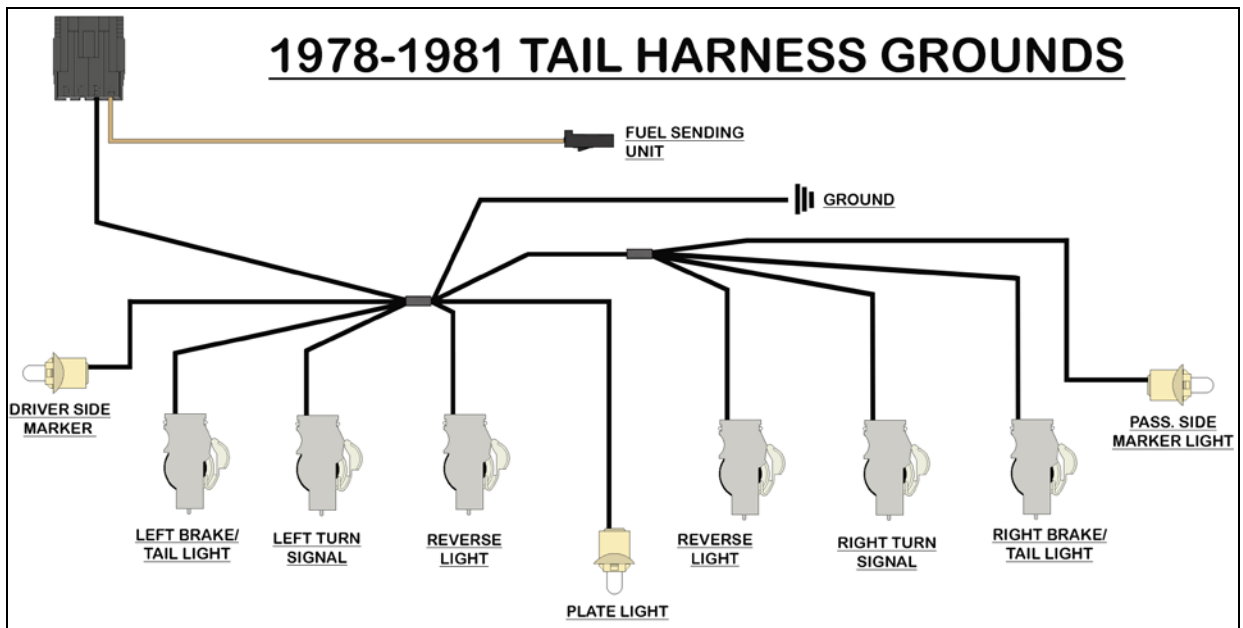 1978-1981 TAIL HARNESS GROUNDS
FUEL SENDING
UNIT
GROUND
DRIVER SIDE
MARKER
PASS. SIDE
MARKER LIGHT
LEFT BRAKE/
TAIL LIGHT
LEFT TURN
SIGNAL
REVERSE
LIGHT
REVERSE
LIGHT
RIGHT TURN
SIGNAL
RIGHT BRAKE/
TAIL LIGHT
PLATE LIGHT